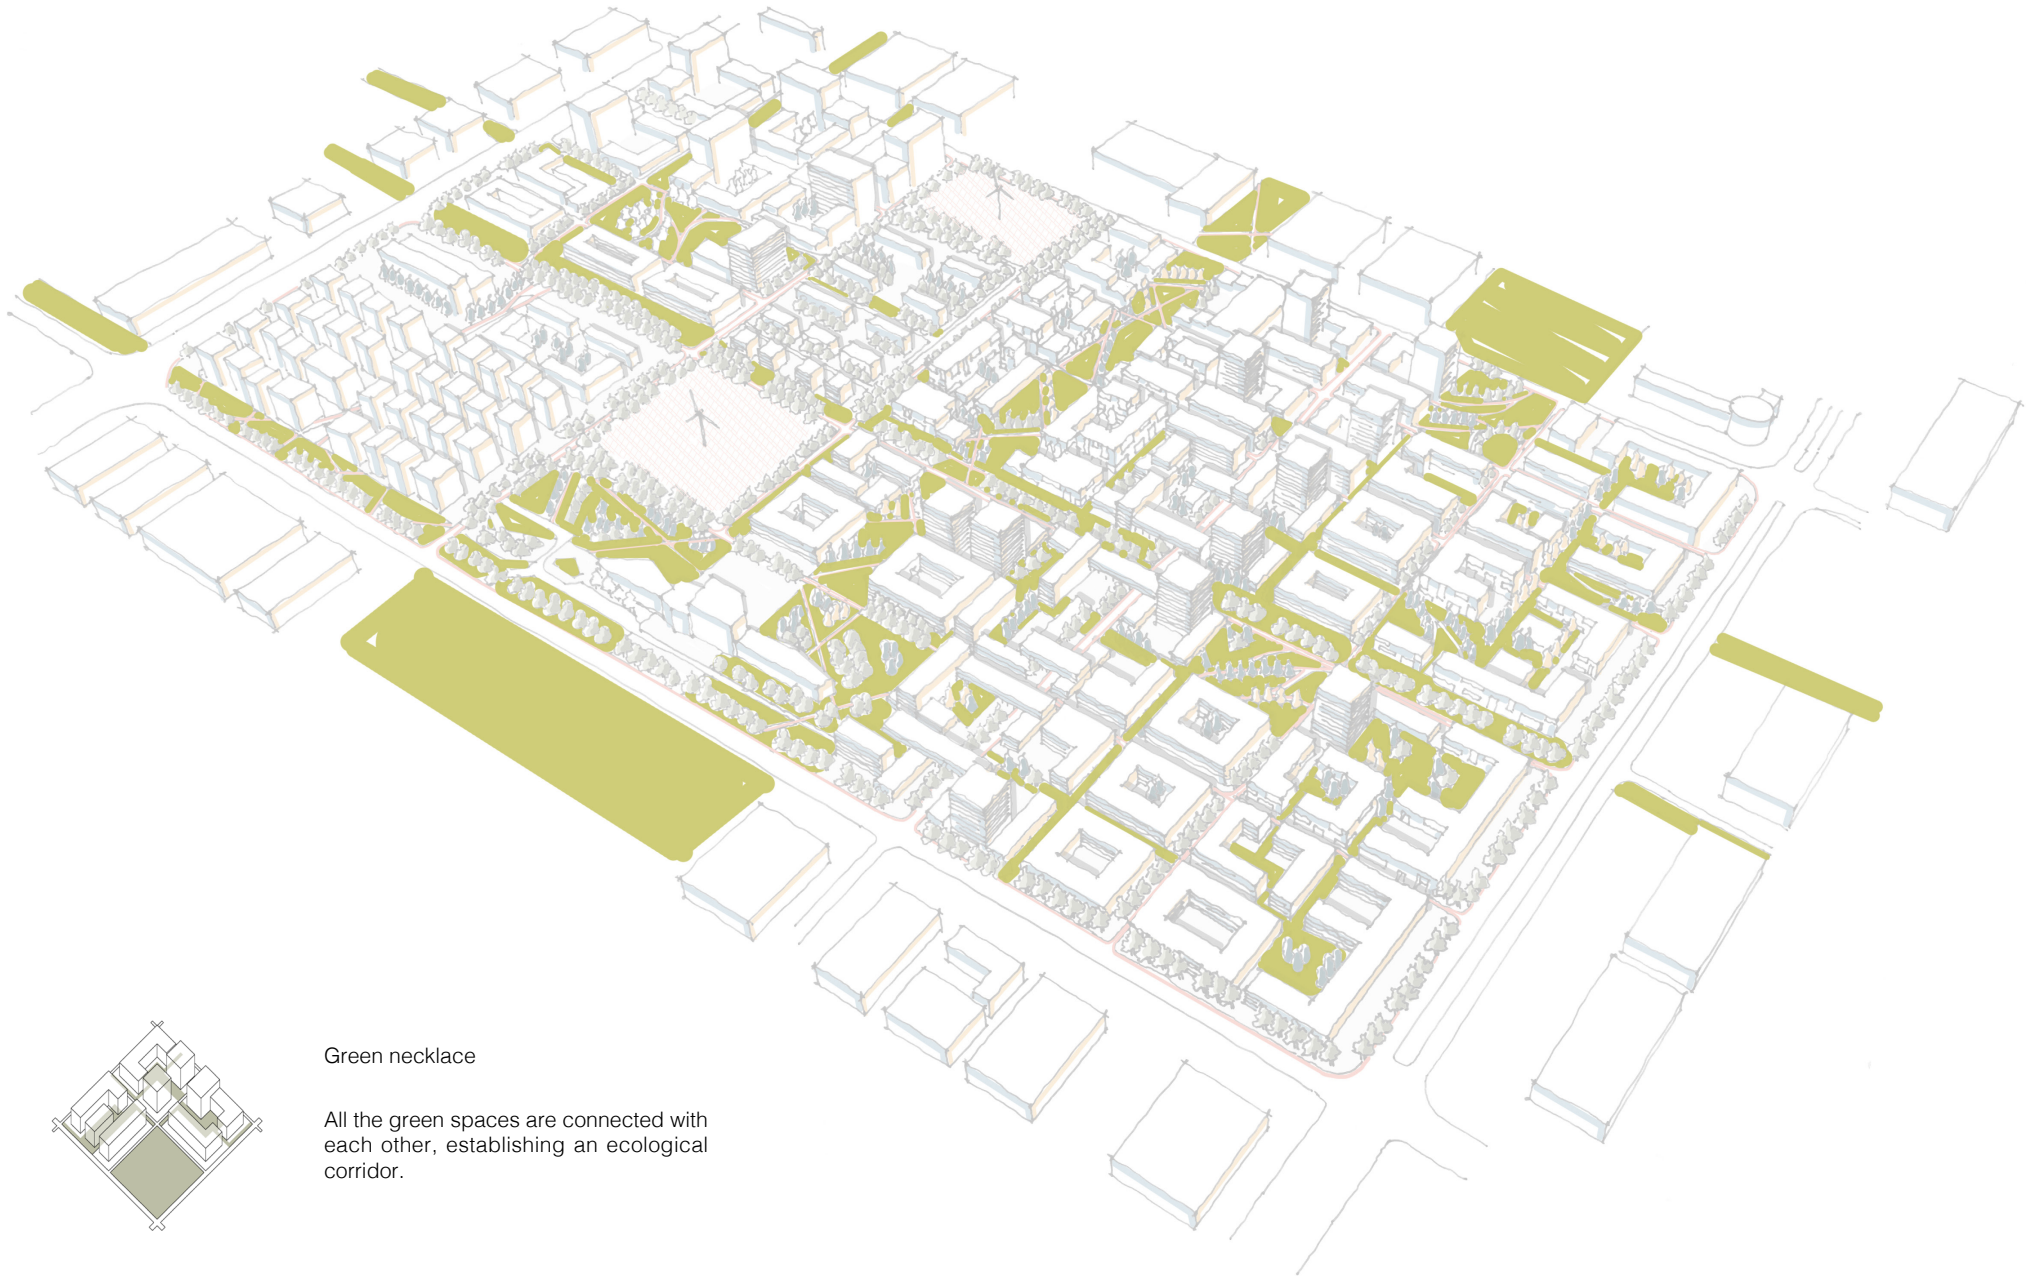 Green necklace
All the green spaces are connected with
each other, establishing an ecological
corridor.